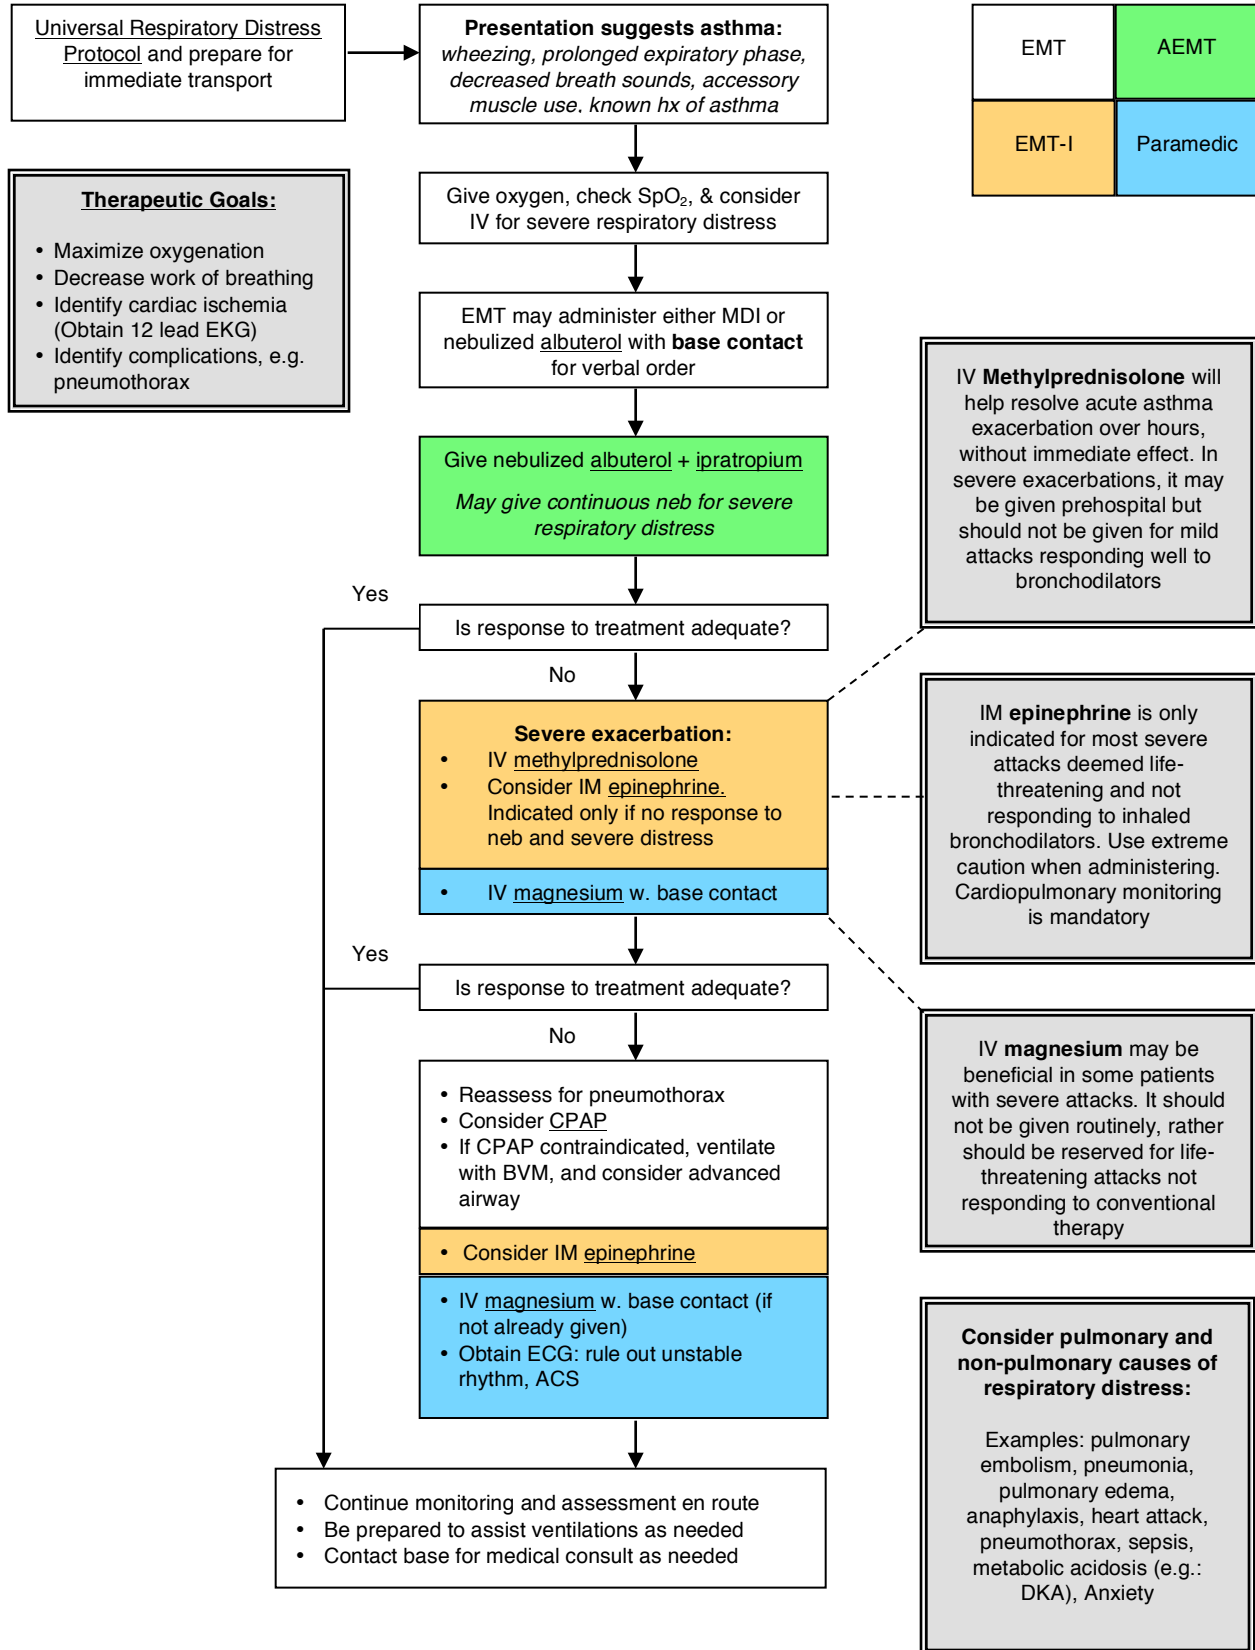 Universal Respiratory Distress
Protocol and prepare for
immediate transport
Presentation suggests asthma:
wheezing, prolonged expiratory phase,
decreased breath sounds, accessory
muscle use, known hx of asthma
EMT
AEMT
EMT-I
Paramedic
Therapeutic Goals:
• Maximize oxygenation
• Decrease work of breathing
• Identify cardiac ischemia
(Obtain 12 lead EKG)
• Identify complications, e.g.
pneumothorax
Give oxygen, check SpO₂, & consider
IV for severe respiratory distress
EMT may administer either MDI or
nebulized albuterol with base contact
for verbal order
Give nebulized albuterol + ipratropium
May give continuous neb for severe
respiratory distress
IV Methylprednisolone will
help resolve acute asthma
exacerbation over hours,
without immediate effect. In
severe exacerbations, it may
be given prehospital but
should not be given for mild
attacks responding well to
bronchodilators
Yes
Is response to treatment adequate?
No
Severe exacerbation:
• IV methylprednisolone
• Consider IM epinephrine.
Indicated only if no response to
neb and severe distress
• IV magnesium w. base contact
IM epinephrine is only
indicated for most severe
attacks deemed life-
threatening and not
responding to inhaled
bronchodilators. Use extreme
caution when administering.
Cardiopulmonary monitoring
is mandatory
Yes
Is response to treatment adequate?
No
• Reassess for pneumothorax
• Consider CPAP
• If CPAP contraindicated, ventilate
with BVM, and consider advanced
airway
• Consider IM epinephrine
• IV magnesium w. base contact (if
not already given)
• Obtain ECG: rule out unstable
rhythm, ACS
IV magnesium may be
beneficial in some patients
with severe attacks. It should
not be given routinely, rather
should be reserved for life-
threatening attacks not
responding to conventional
therapy
• Continue monitoring and assessment en route
• Be prepared to assist ventilations as needed
• Contact base for medical consult as needed
Consider pulmonary and
non-pulmonary causes of
respiratory distress:
Examples: pulmonary
embolism, pneumonia,
pulmonary edema,
anaphylaxis, heart attack,
pneumothorax, sepsis,
metabolic acidosis (e.g.:
DKA), Anxiety